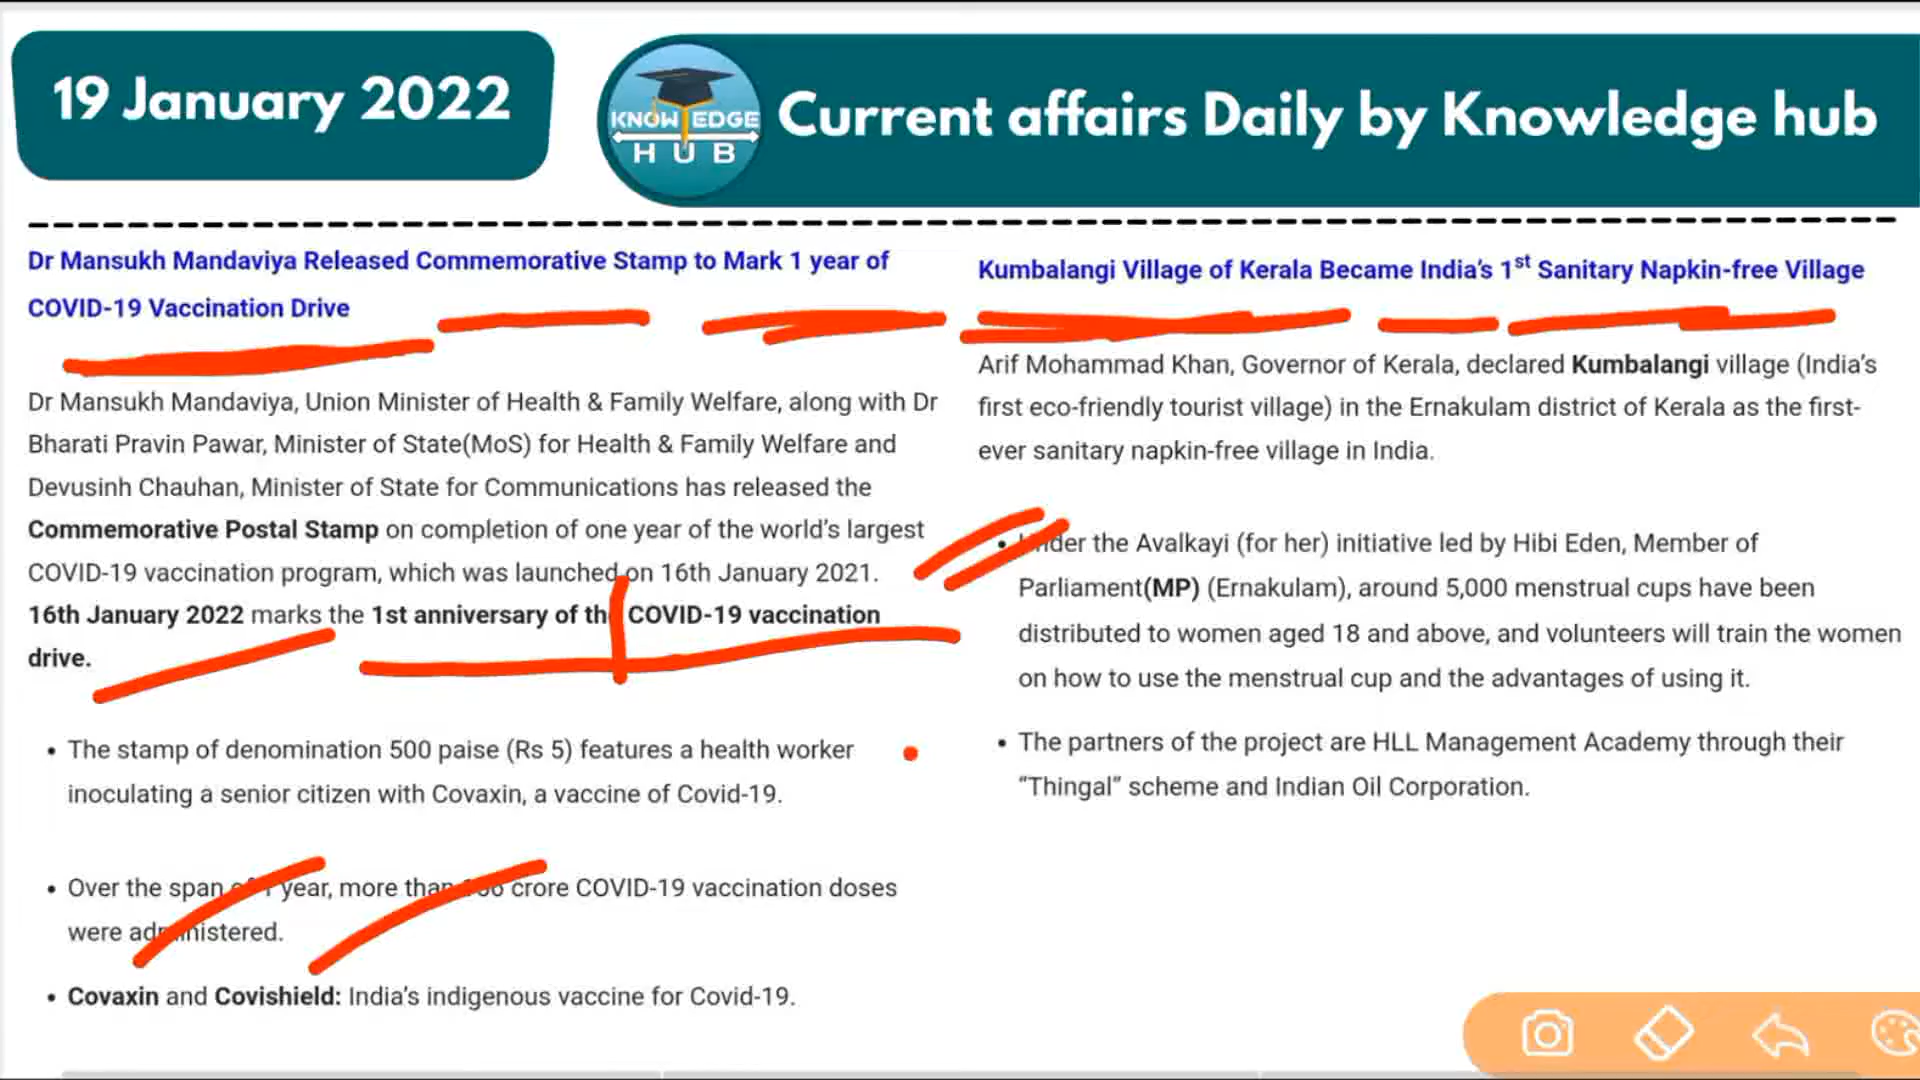 19 January 2022
KNOWLEDGE
HUB
Current affairs Daily by Knowledge hub
Dr Mansukh Mandaviya Released Commemorative Stamp to Mark 1 year of
COVID-19 Vaccination Drive
Dr Mansukh Mandaviya, Union Minister of Health & Family Welfare, along with Dr
Bharati Pravin Pawar, Minister of State(MoS) for Health & Family Welfare and
Devusinh Chauhan, Minister of State for Communications has released the
Commemorative Postal Stamp on completion of one year of the world's largest
COVID-19 vaccination program, which was launched on 16th January 2021.
16th January 2022 marks the 1st anniversary of the COVID-19 vaccination
drive.
• The stamp of denomination 500 paise (Rs 5) features a health worker
inoculating a senior citizen with Covaxin, a vaccine of Covid-19.
• Over the span of 1 year, more than crore COVID-19 vaccination doses
were administered.
• Covaxin and Covishield: India's indigenous vaccine for Covid-19.
Kumbalangi Village of Kerala Became India's 1st Sanitary Napkin-free Village
Arif Mohammad Khan, Governor of Kerala, declared Kumbalangi village (India's
first eco-friendly tourist village) in the Ernakulam district of Kerala as the first-
ever sanitary napkin-free village in India.
• Under the Avalkayi (for her) initiative led by Hibi Eden, Member of
Parliament(MP) (Ernakulam), around 5,000 menstrual cups have been
distributed to women aged 18 and above, and volunteers will train the women
on how to use the menstrual cup and the advantages of using it.
• The partners of the project are HLL Management Academy through their
“Thingal” scheme and Indian Oil Corporation.